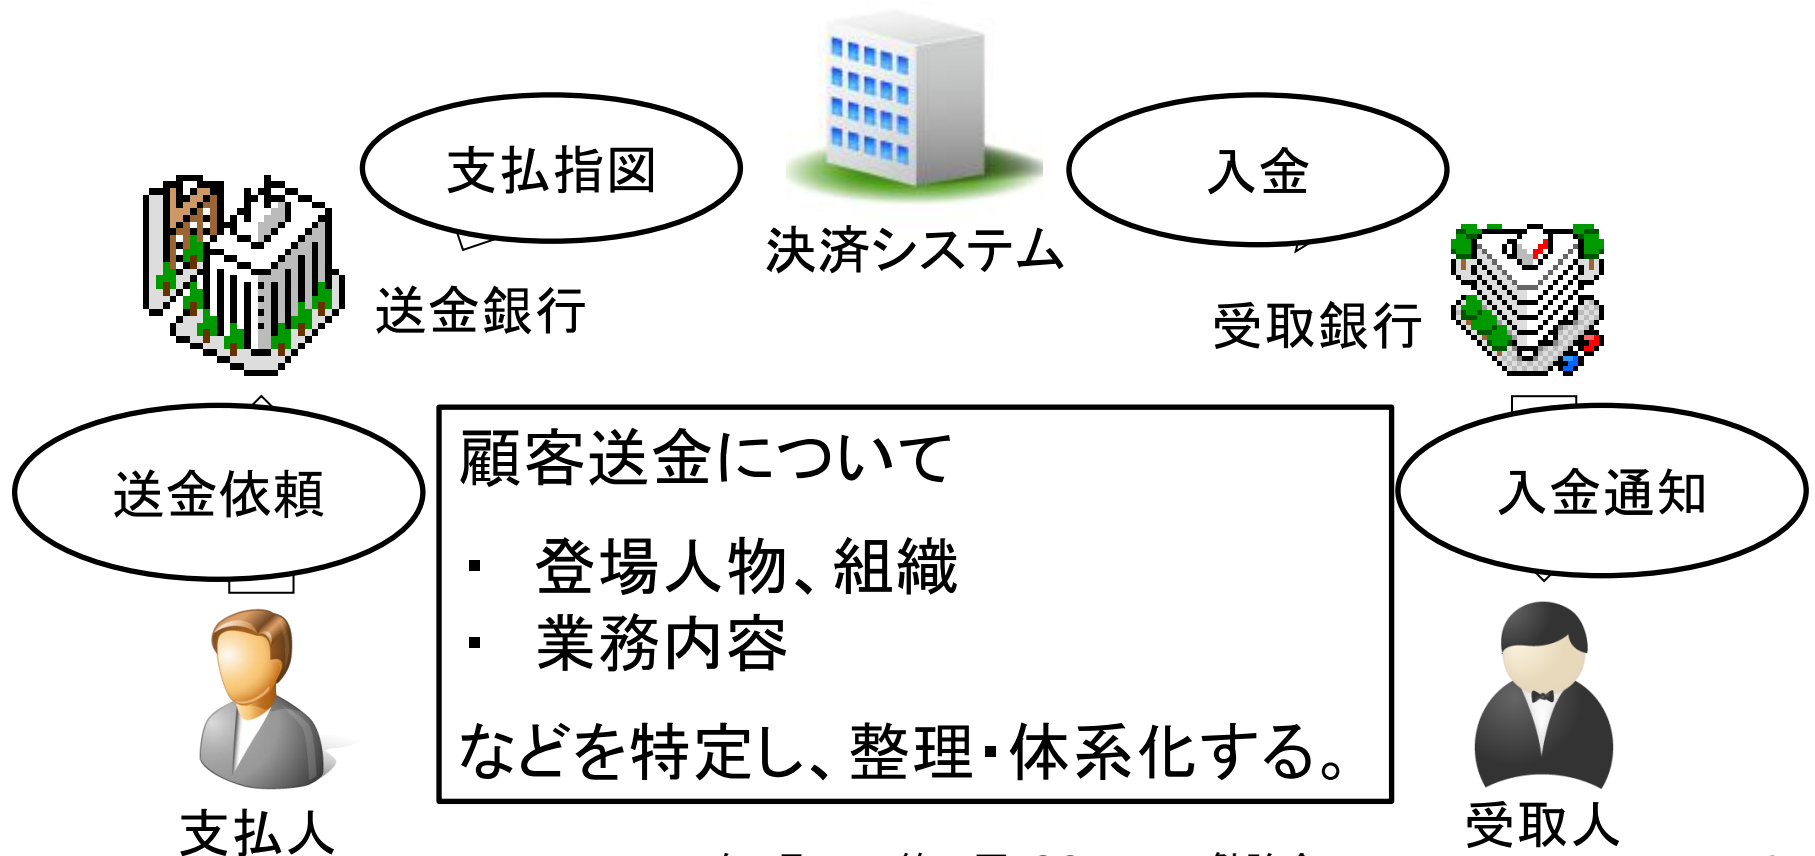 支払指図
入金
決済システム
送金銀行
受取銀行
送金依頼
顧客送金について
・ 登場人物、組織
・ 業務内容
などを特定し、整理・体系化する。
入金通知
支払人
受取人